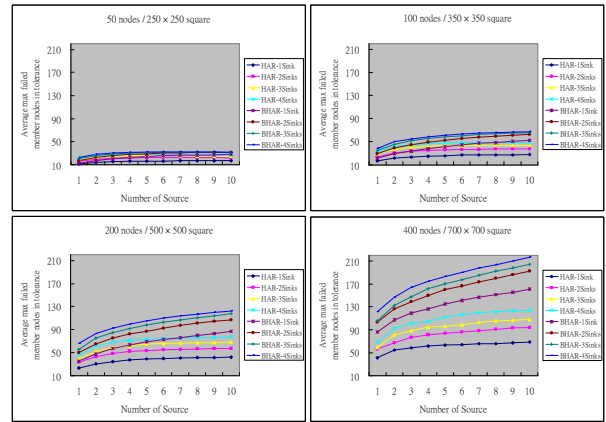 50 nodes / 250 × 250 square
Average max failed
member nodes in tolerance
210
170
130
90
50
10
1 2 3 4 5 6 7 8 9 10
Number of Source
HAR-1Sink
HAR-2Sinks
HAR-3Sinks
HAR-4Sinks
BHAR-1Sink
BHAR-2Sinks
BHAR-3Sinks
BHAR-4Sinks
100 nodes / 350 × 350 square
Average max failed
member nodes in tolerance
210
170
130
90
50
10
1 2 3 4 5 6 7 8 9 10
Number of Source
HAR-1Sink
HAR-2Sinks
HAR-3Sinks
HAR-4Sinks
BHAR-1Sink
BHAR-2Sinks
BHAR-3Sinks
BHAR-4Sinks
200 nodes / 500 × 500 square
Average max failed
member nodes in tolerance
210
170
130
90
50
10
1 2 3 4 5 6 7 8 9 10
Number of Source
HAR-1Sink
HAR-2Sinks
HAR-3Sinks
HAR-4Sinks
BHAR-1Sink
BHAR-2Sinks
BHAR-3Sinks
BHAR-4Sinks
400 nodes / 700 × 700 square
Average max failed
member nodes in tolerance
210
170
130
90
50
10
1 2 3 4 5 6 7 8 9 10
Number of Source
HAR-1Sink
HAR-2Sinks
HAR-3Sinks
HAR-4Sinks
BHAR-1Sink
BHAR-2Sinks
BHAR-3Sinks
BHAR-4Sinks